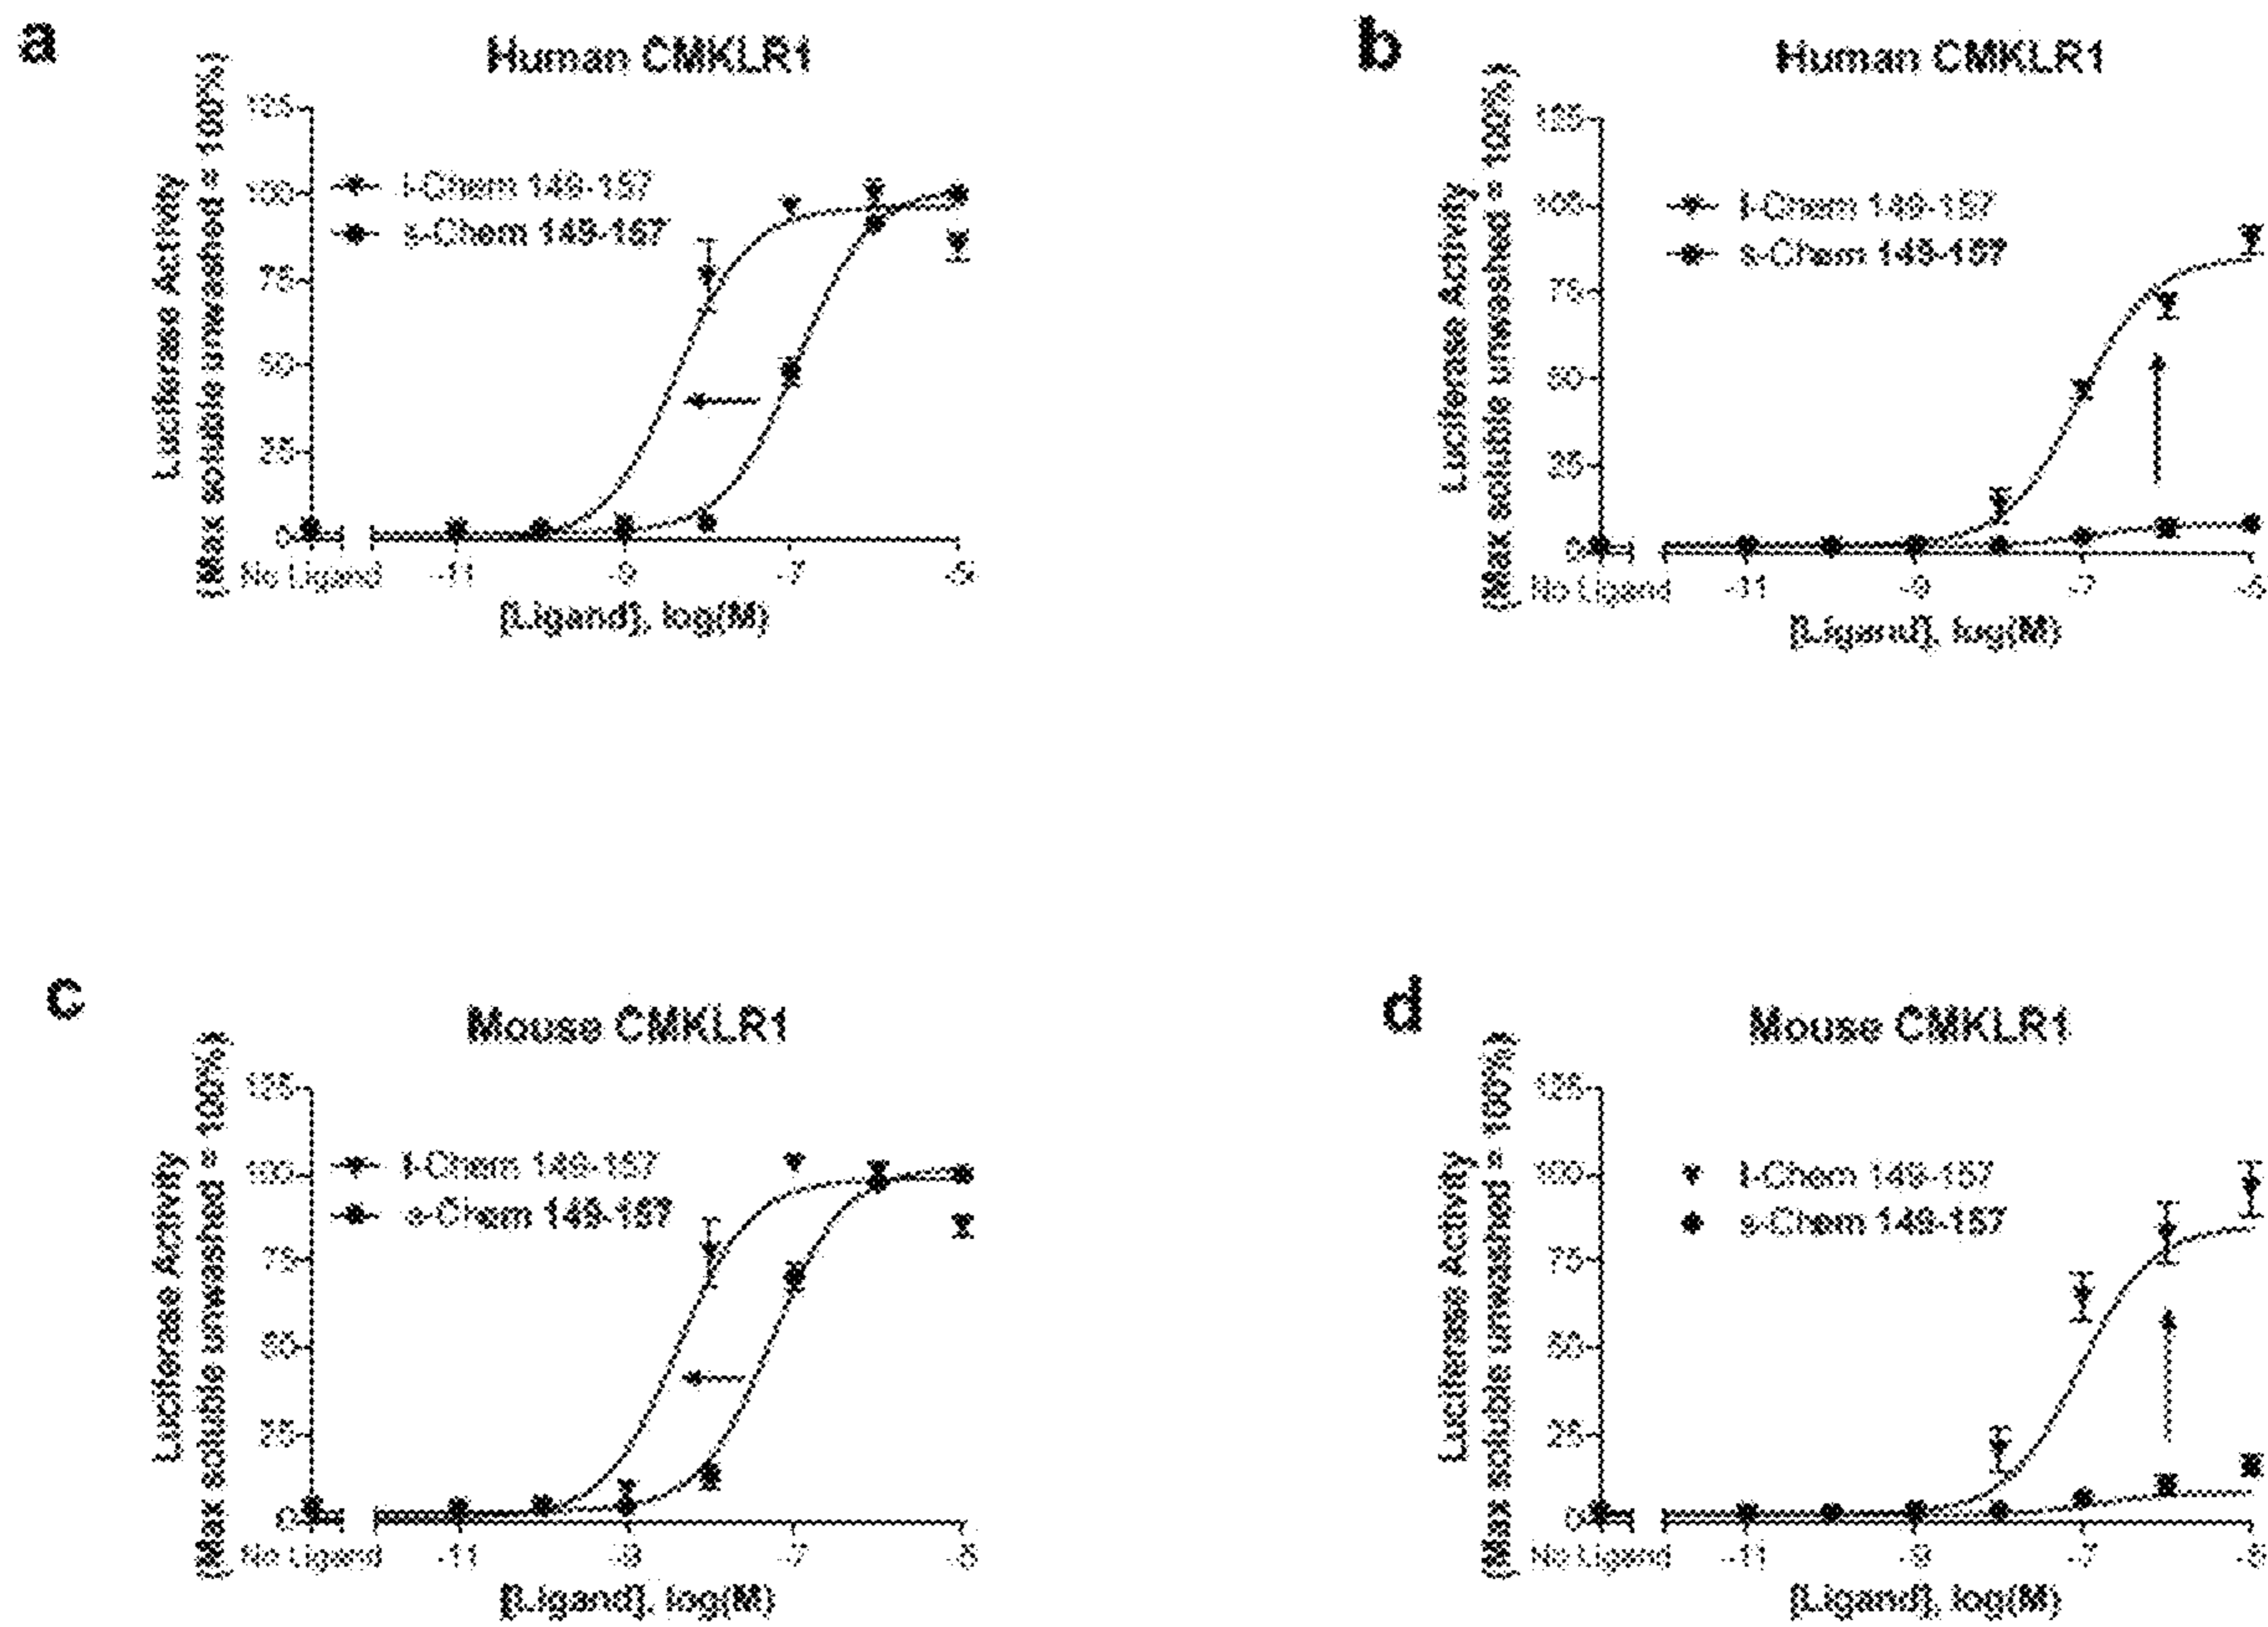 a
Human CMKLR1
Luciferase Activity
(Max soluble unwashed = 100%)
125
100
75
50
25
0
l-Chem 149-157
s-Chem 149-157
No Ligand
-11
-9
-7
-5
[Ligand], log(M)
b
Human CMKLR1
Luciferase Activity
(Max soluble unwashed = 100%)
125
100
75
50
25
0
l-Chem 149-157
s-Chem 149-157
No Ligand
-11
-9
-7
-5
[Ligand], log(M)
c
Mouse CMKLR1
Luciferase Activity
(Max soluble unwashed = 100%)
125
100
75
50
25
0
l-Chem 149-157
s-Chem 149-157
No Ligand
-11
-9
-7
-5
[Ligand], log(M)
d
Mouse CMKLR1
Luciferase Activity
(Max soluble unwashed = 100%)
125
100
75
50
25
0
l-Chem 149-157
s-Chem 149-157
No Ligand
-11
-9
-7
-5
[Ligand], log(M)